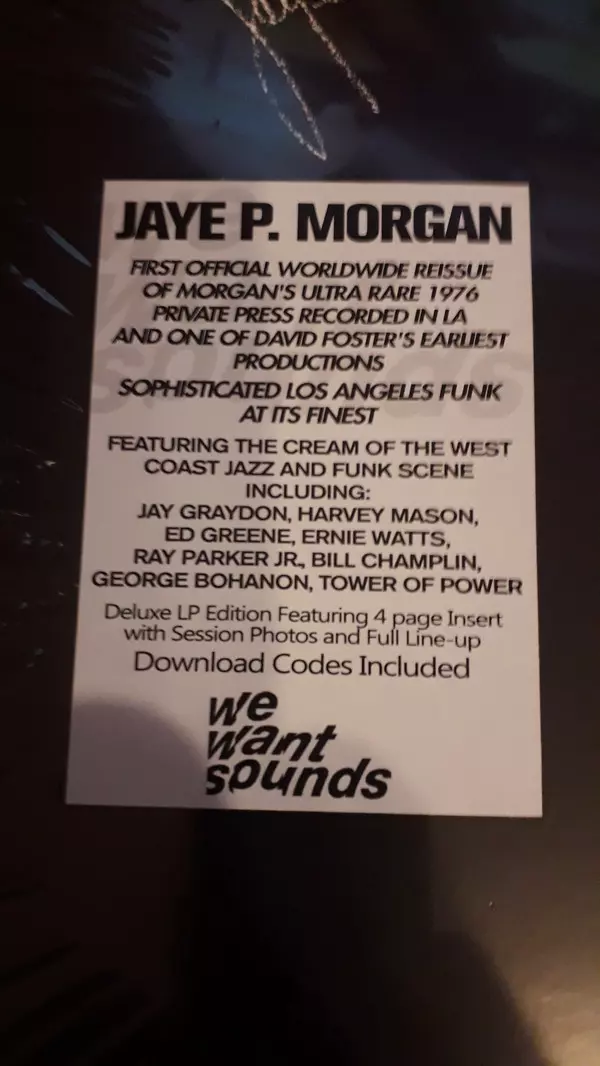 JAYE P. MORGAN
FIRST OFFICIAL WORLDWIDE REISSUE
OF MORGAN'S ULTRA RARE 1976
PRIVATE PRESS RECORDED IN LA
AND ONE OF DAVID FOSTER'S EARLIEST
PRODUCTIONS
SOPHISTICATED LOS ANGELES FUNK
AT ITS FINEST
FEATURING THE CREAM OF THE WEST
COAST JAZZ AND FUNK SCENE
INCLUDING:
JAY GRAYDON, HARVEY MASON,
ED GREENE, ERNIE WATTS,
RAY PARKER JR., BILL CHAMPLIN,
GEORGE BOHANON, TOWER OF POWER
Deluxe LP Edition Featuring 4 page Insert
with Session Photos and Full Line-up
Download Codes Included
we
want
sounds